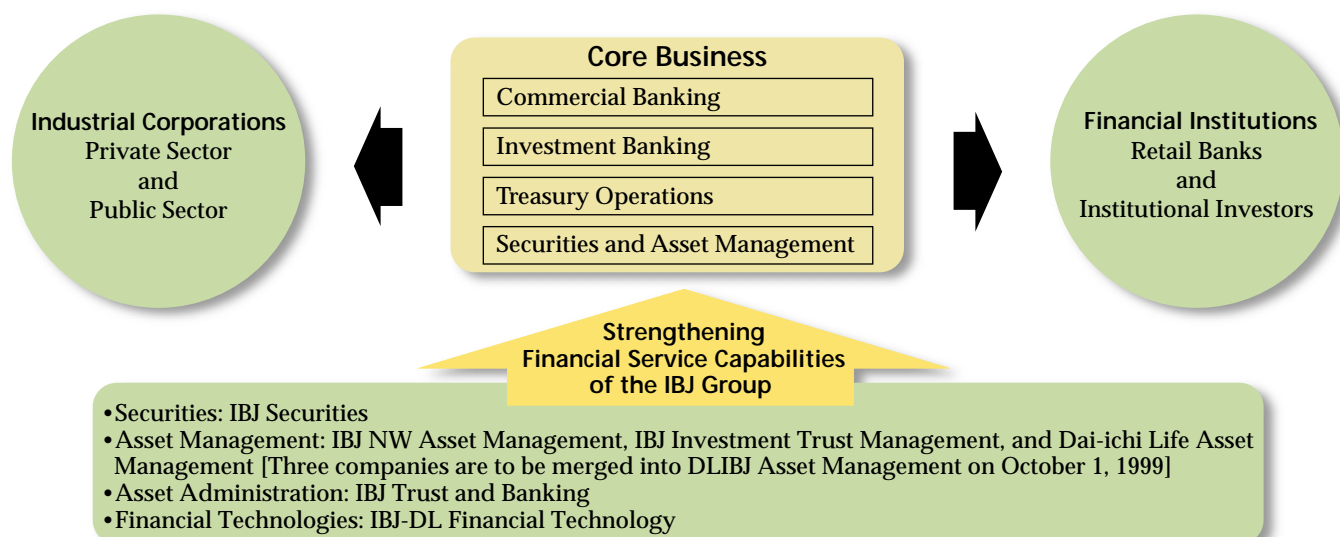 Core Business
Commercial Banking
Investment Banking
Treasury Operations
Securities and Asset Management
Industrial Corporations
Private Sector
and
Public Sector
Financial Institutions
Retail Banks
and
Institutional Investors
Strengthening
Financial Service Capabilities
of the IBJ Group
•Securities: IBJ Securities
•Asset Management: IBJ NW Asset Management, IBJ Investment Trust Management, and Dai-ichi Life Asset
Management [Three companies are to be merged into DLIBJ Asset Management on October 1, 1999]
•Asset Administration: IBJ Trust and Banking
•Financial Technologies: IBJ-DL Financial Technology